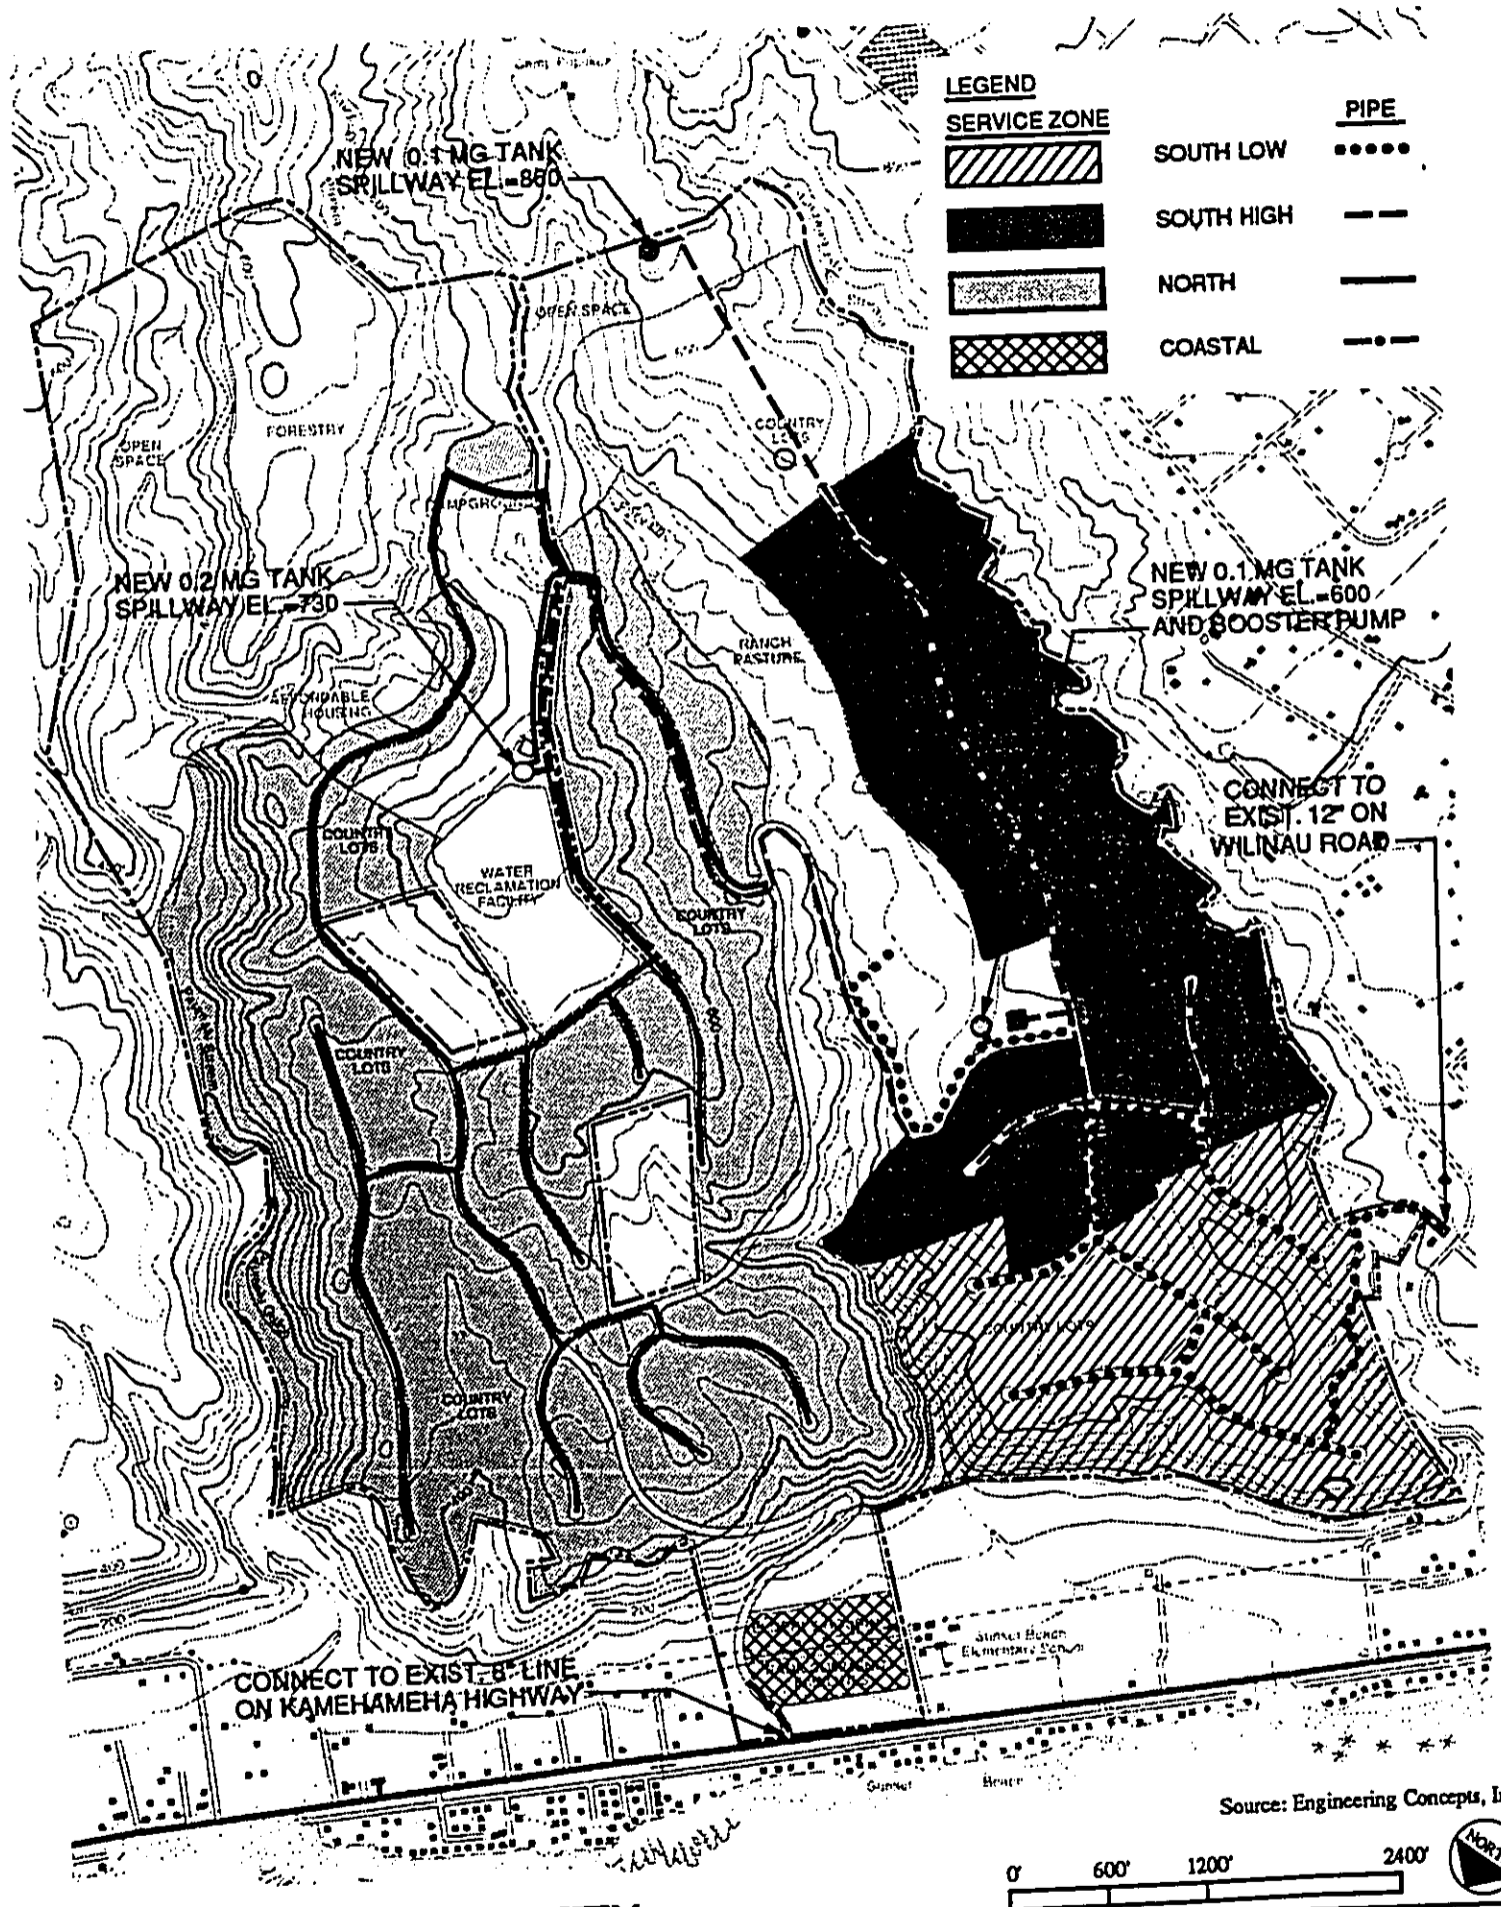 LEGEND
SERVICE ZONE
PIPE
SOUTH LOW
SOUTH HIGH
NORTH
COASTAL
NEW 0.1 MG TANK
SPILLWAY EL.=860
OPEN SPACE
COUNTRY
LOTS
FORESTRY
OPEN
SPACE
NEW 0.2 MG TANK
SPILLWAY EL.=730
NEW 0.1 MG TANK
SPILLWAY EL.=600
AND BOOSTER PUMP
RANCH
PASTURE
AFFORDABLE
HOUSING
CONNECT TO
EXIST. 12" ON
WILINAU ROAD
COUNTRY
LOTS
WATER
RECLAMATION
FACILITY
COUNTRY
LOTS
COUNTRY
LOTS
COUNTRY LOTS
COUNTRY
LOTS
Sunset Beach
Elementary School
CONNECT TO EXIST. 8" LINE
ON KAMEHAMEHA HIGHWAY
Sunset Beach
Source: Engineering Concepts,
0' 600' 1200' 2400'